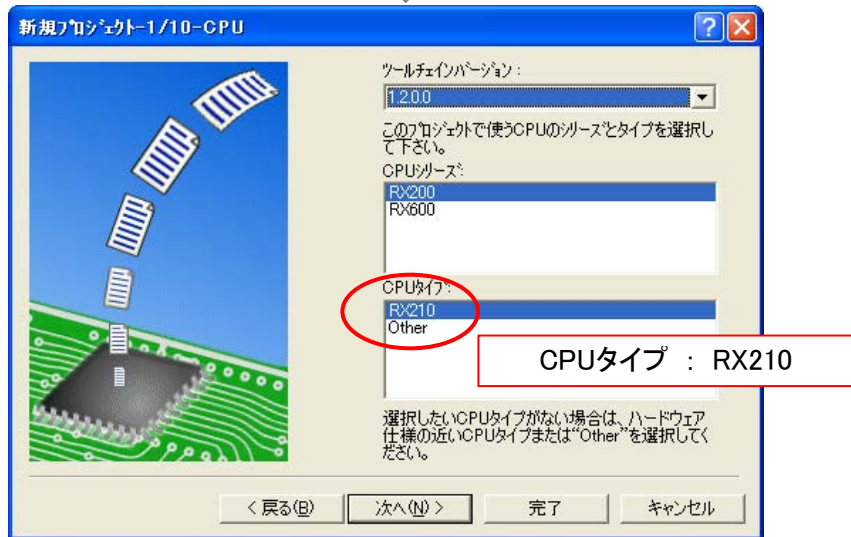 新規プロジェクト-1/10-CPU
ツールチェインバージョン :
1.2.0.0
このプロジェクトで使うCPUのシリーズとタイプを選択し
て下さい。
CPUシリーズ:
RX200
RX600
CPUタイプ:
RX210
Other
CPUタイプ : RX210
選択したいCPUタイプがない場合は、ハードウェア
仕様の近いCPUタイプまたは"Other"を選択してく
ださい。
< 戻る(B)
次へ(N) >
完了
キャンセル